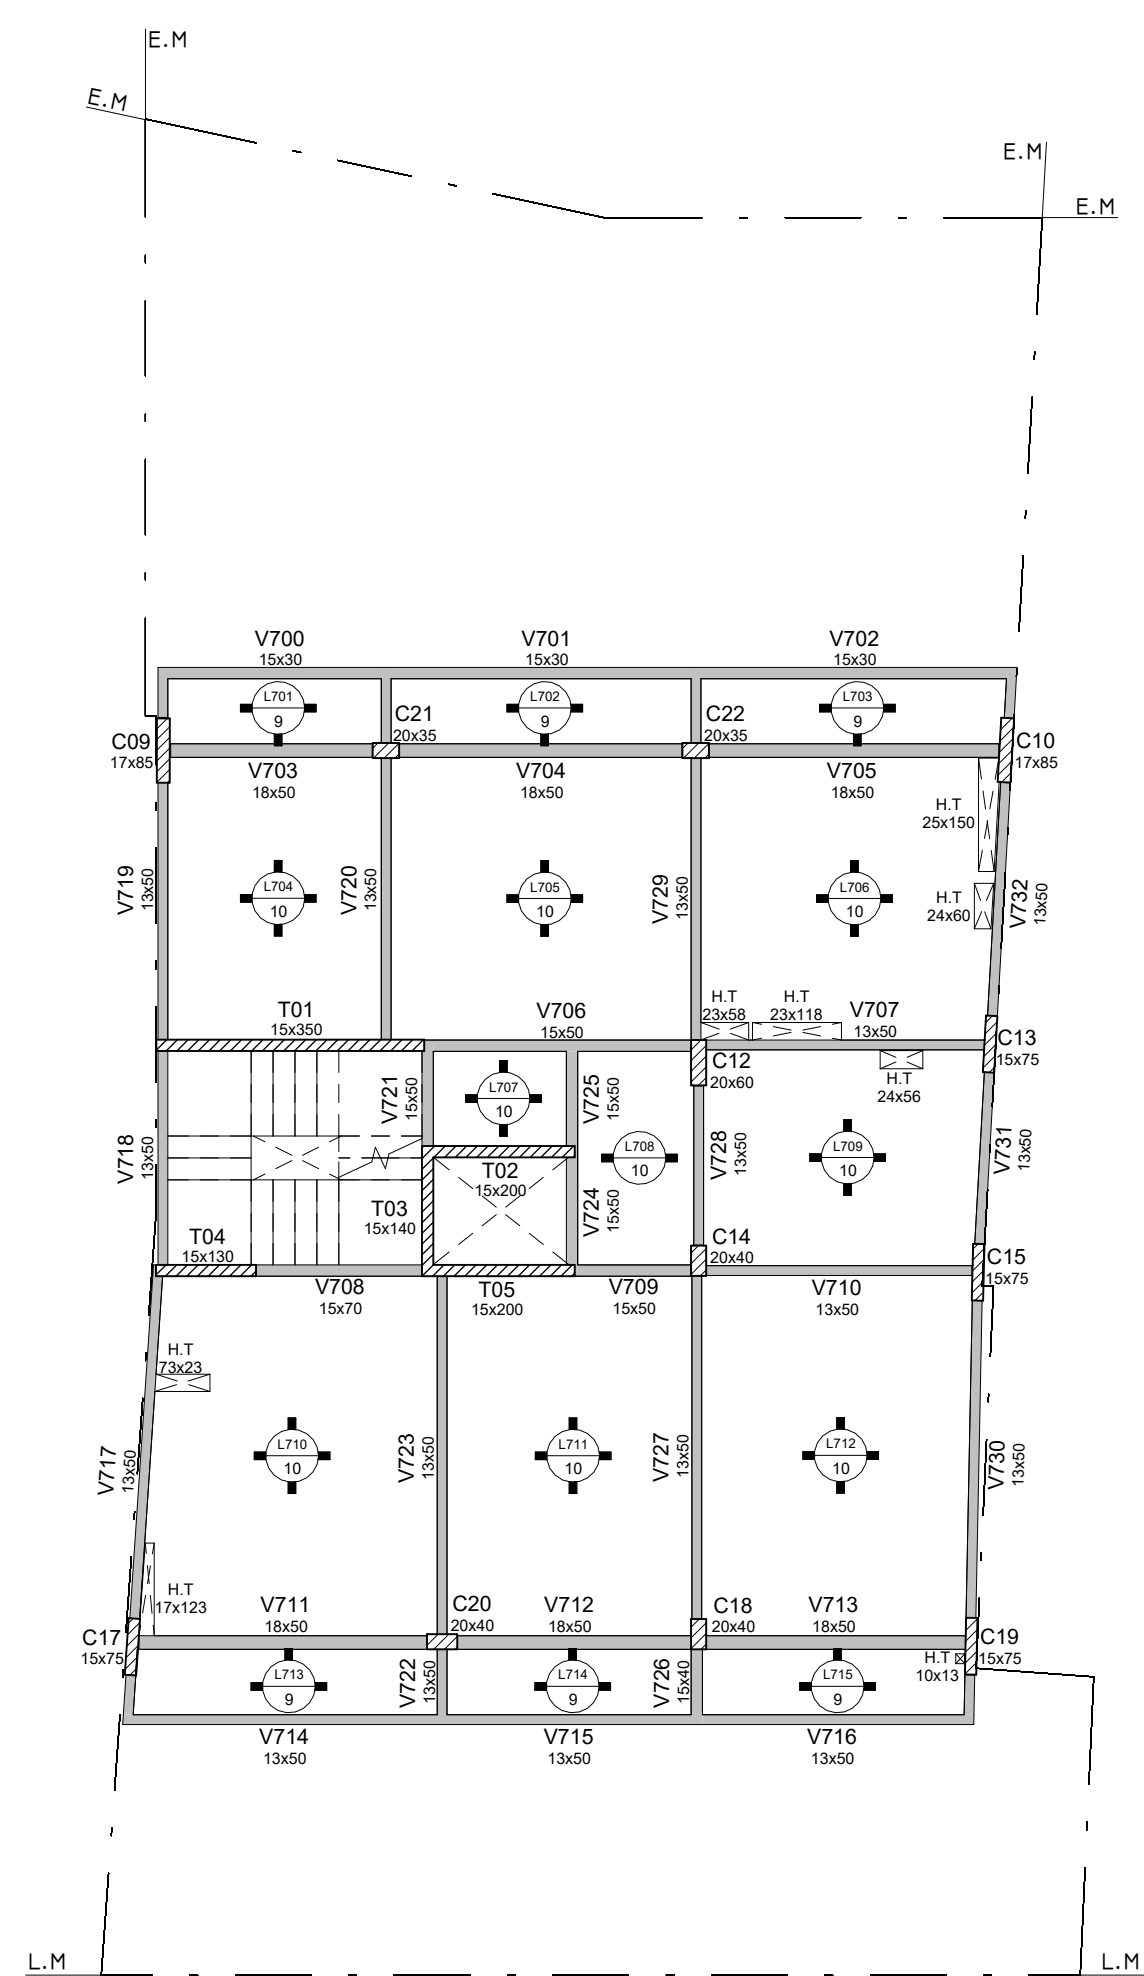 E.M
E.M
E.M
E.M
V700
15x30
V701
15x30
V702
15x30
L701
9
L702
9
L703
9
C09
17x85
C21
20x35
C22
20x35
C10
17x85
V703
18x50
V704
18x50
V705
18x50
H.T
25x150
V719
13x50
L704
10
V720
13x50
L705
10
V729
13x50
L706
10
H.T
24x60
V732
13x50
T01
15x350
V706
15x50
H.T
23x58
H.T
23x118
V707
13x50
C13
15x75
C12
20x60
H.T
24x56
V721
15x50
L707
10
V725
15x50
V718
13x50
L708
10
V728
13x50
L709
10
V731
13x50
T02
15x200
T03
15x140
V724
15x50
T04
15x130
C14
20x40
C15
15x75
V708
15x70
T05
15x200
V709
15x50
V710
13x50
H.T
73x23
V717
13x50
L710
10
V723
13x50
L711
10
V727
13x50
L712
10
V730
13x50
H.T
17x123
V711
18x50
C20
20x40
V712
18x50
C18
20x40
V713
18x50
C17
15x75
C19
15x75
H.T
10x13
L713
9
V722
13x50
L714
9
V726
15x40
L715
9
V714
13x50
V715
13x50
V716
13x50
L.M
L.M